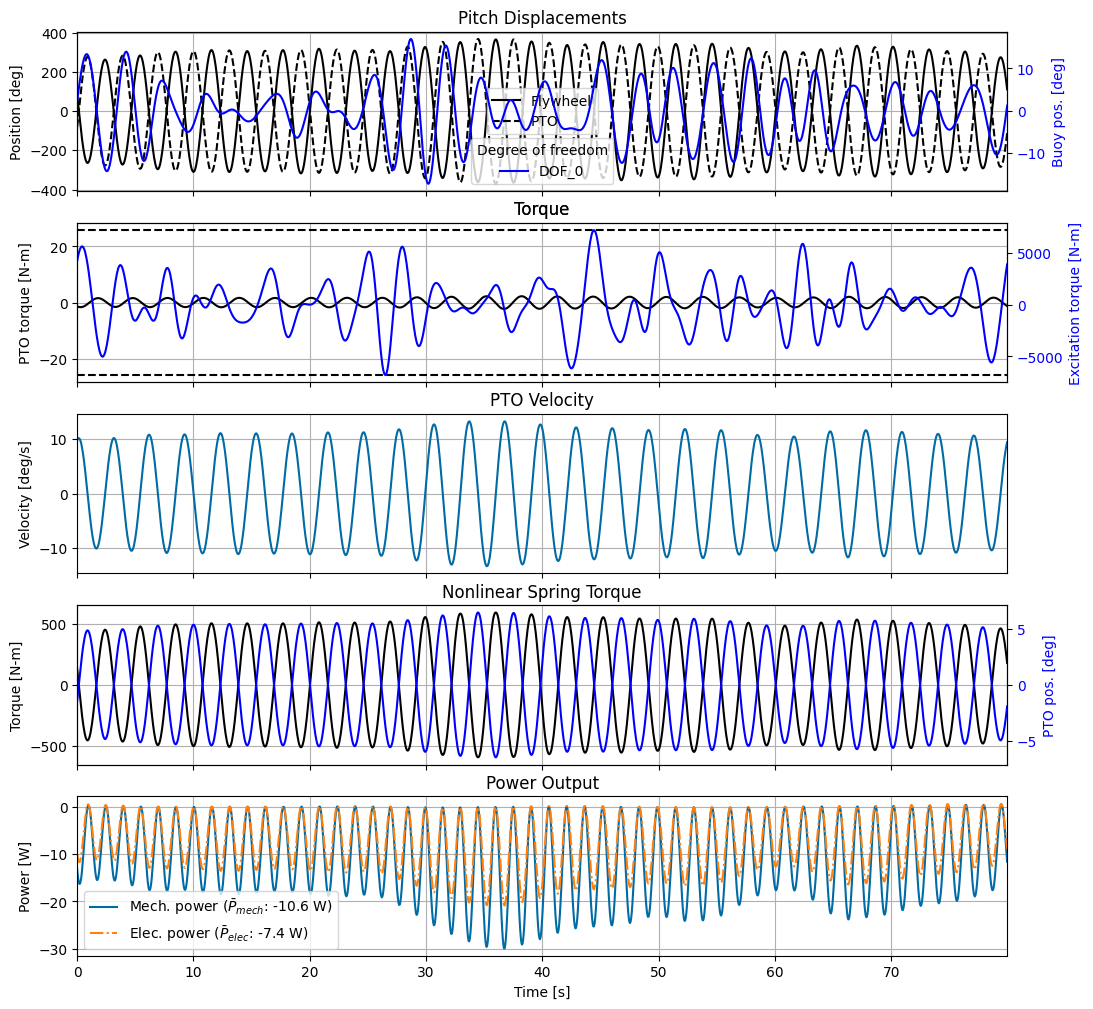 Pitch Displacements
400
200
0
−200
−400
Position [deg]
10
0
−10
Buoy pos. [deg]
Flywheel
PTO
Degree of freedom
DOF_0
Torque
20
0
−20
PTO torque [N-m]
5000
0
−5000
Excitation torque [N-m]
PTO Velocity
10
0
−10
Velocity [deg/s]
Nonlinear Spring Torque
500
0
−500
Torque [N-m]
5
0
−5
PTO pos. [deg]
Power Output
0
−10
−20
−30
Power [W]
Mech. power (P̄mech: -10.6 W)
Elec. power (P̄elec: -7.4 W)
0 10 20 30 40 50 60 70
Time [s]